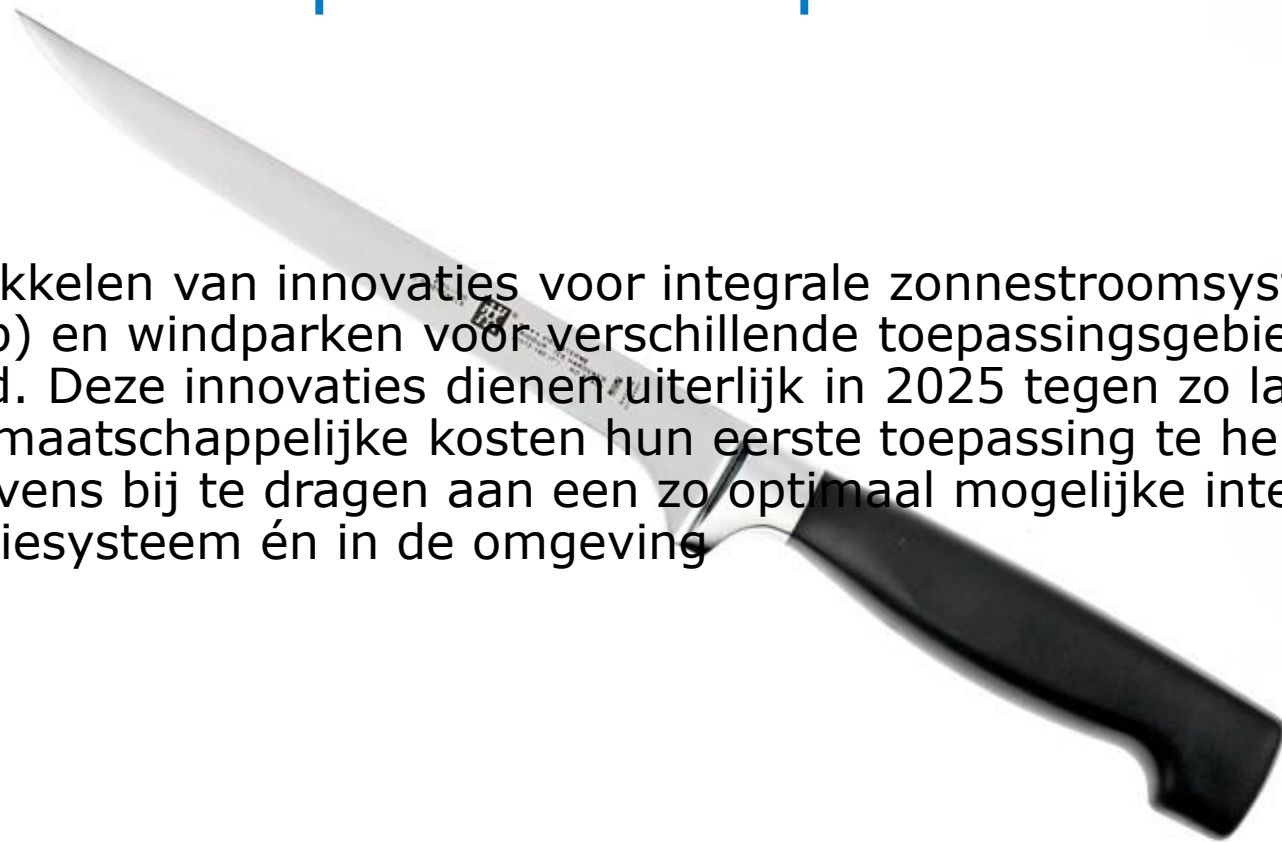 kkelen van innovaties voor integrale zonnestroomsys
) en windparken voor verschillende toepassingsgebie
d. Deze innovaties dienen uiterlijk in 2025 tegen zo la
maatschappelijke kosten hun eerste toepassing te he
vens bij te dragen aan een zo optimaal mogelijke inte
iesysteem én in de omgeving